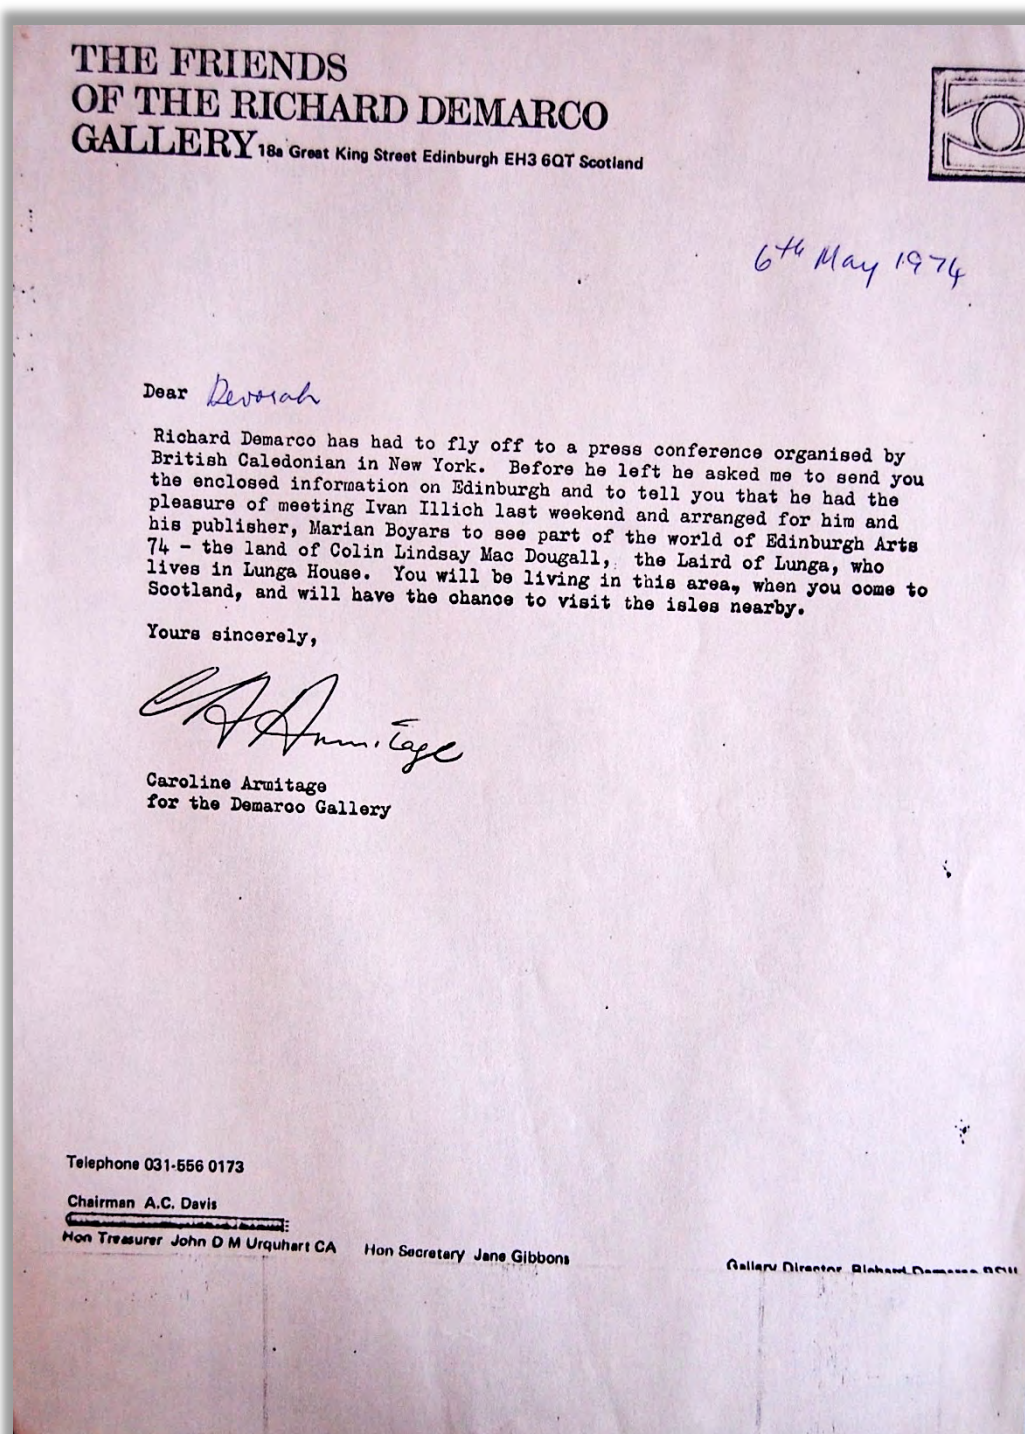 THE FRIENDS
OF THE RICHARD DEMARCO
GALLERY 18a Great King Street Edinburgh EH3 6QT Scotland
6th May 1974
Dear Devorah
Richard Demarco has had to fly off to a press conference organised by
British Caledonian in New York. Before he left he asked me to send you
the enclosed information on Edinburgh and to tell you that he had the
pleasure of meeting Ivan Illich last weekend and arranged for him and
his publisher, Marian Boyars to see part of the world of Edinburgh Arts
74 - the land of Colin Lindsay Mac Dougall, the Laird of Lunga, who
lives in Lunga House. You will be living in this area, when you come to
Scotland, and will have the chance to visit the isles nearby.
Yours sincerely,
CA Armitage
Caroline Armitage
for the Demarco Gallery
Telephone 031-556 0173
Chairman A.C. Davis
Hon Treasurer John D M Urquhart CA Hon Secretary Jane Gibbons
Gallery Director Richard Demarco RSW